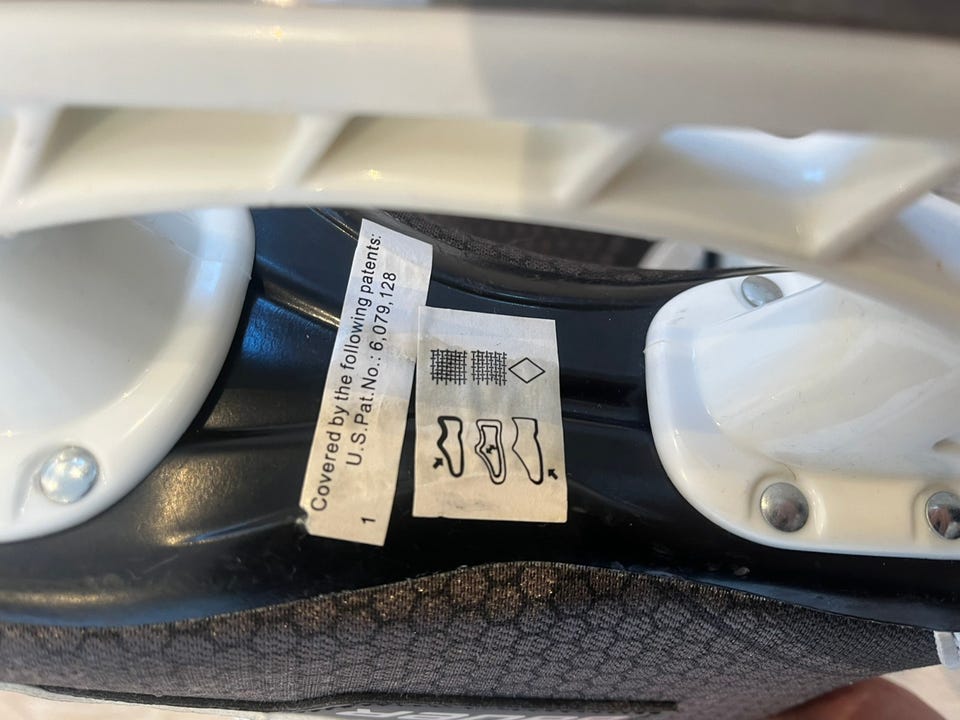 Covered by the following patents:
U.S.Pat.No.: 6,079,128
1